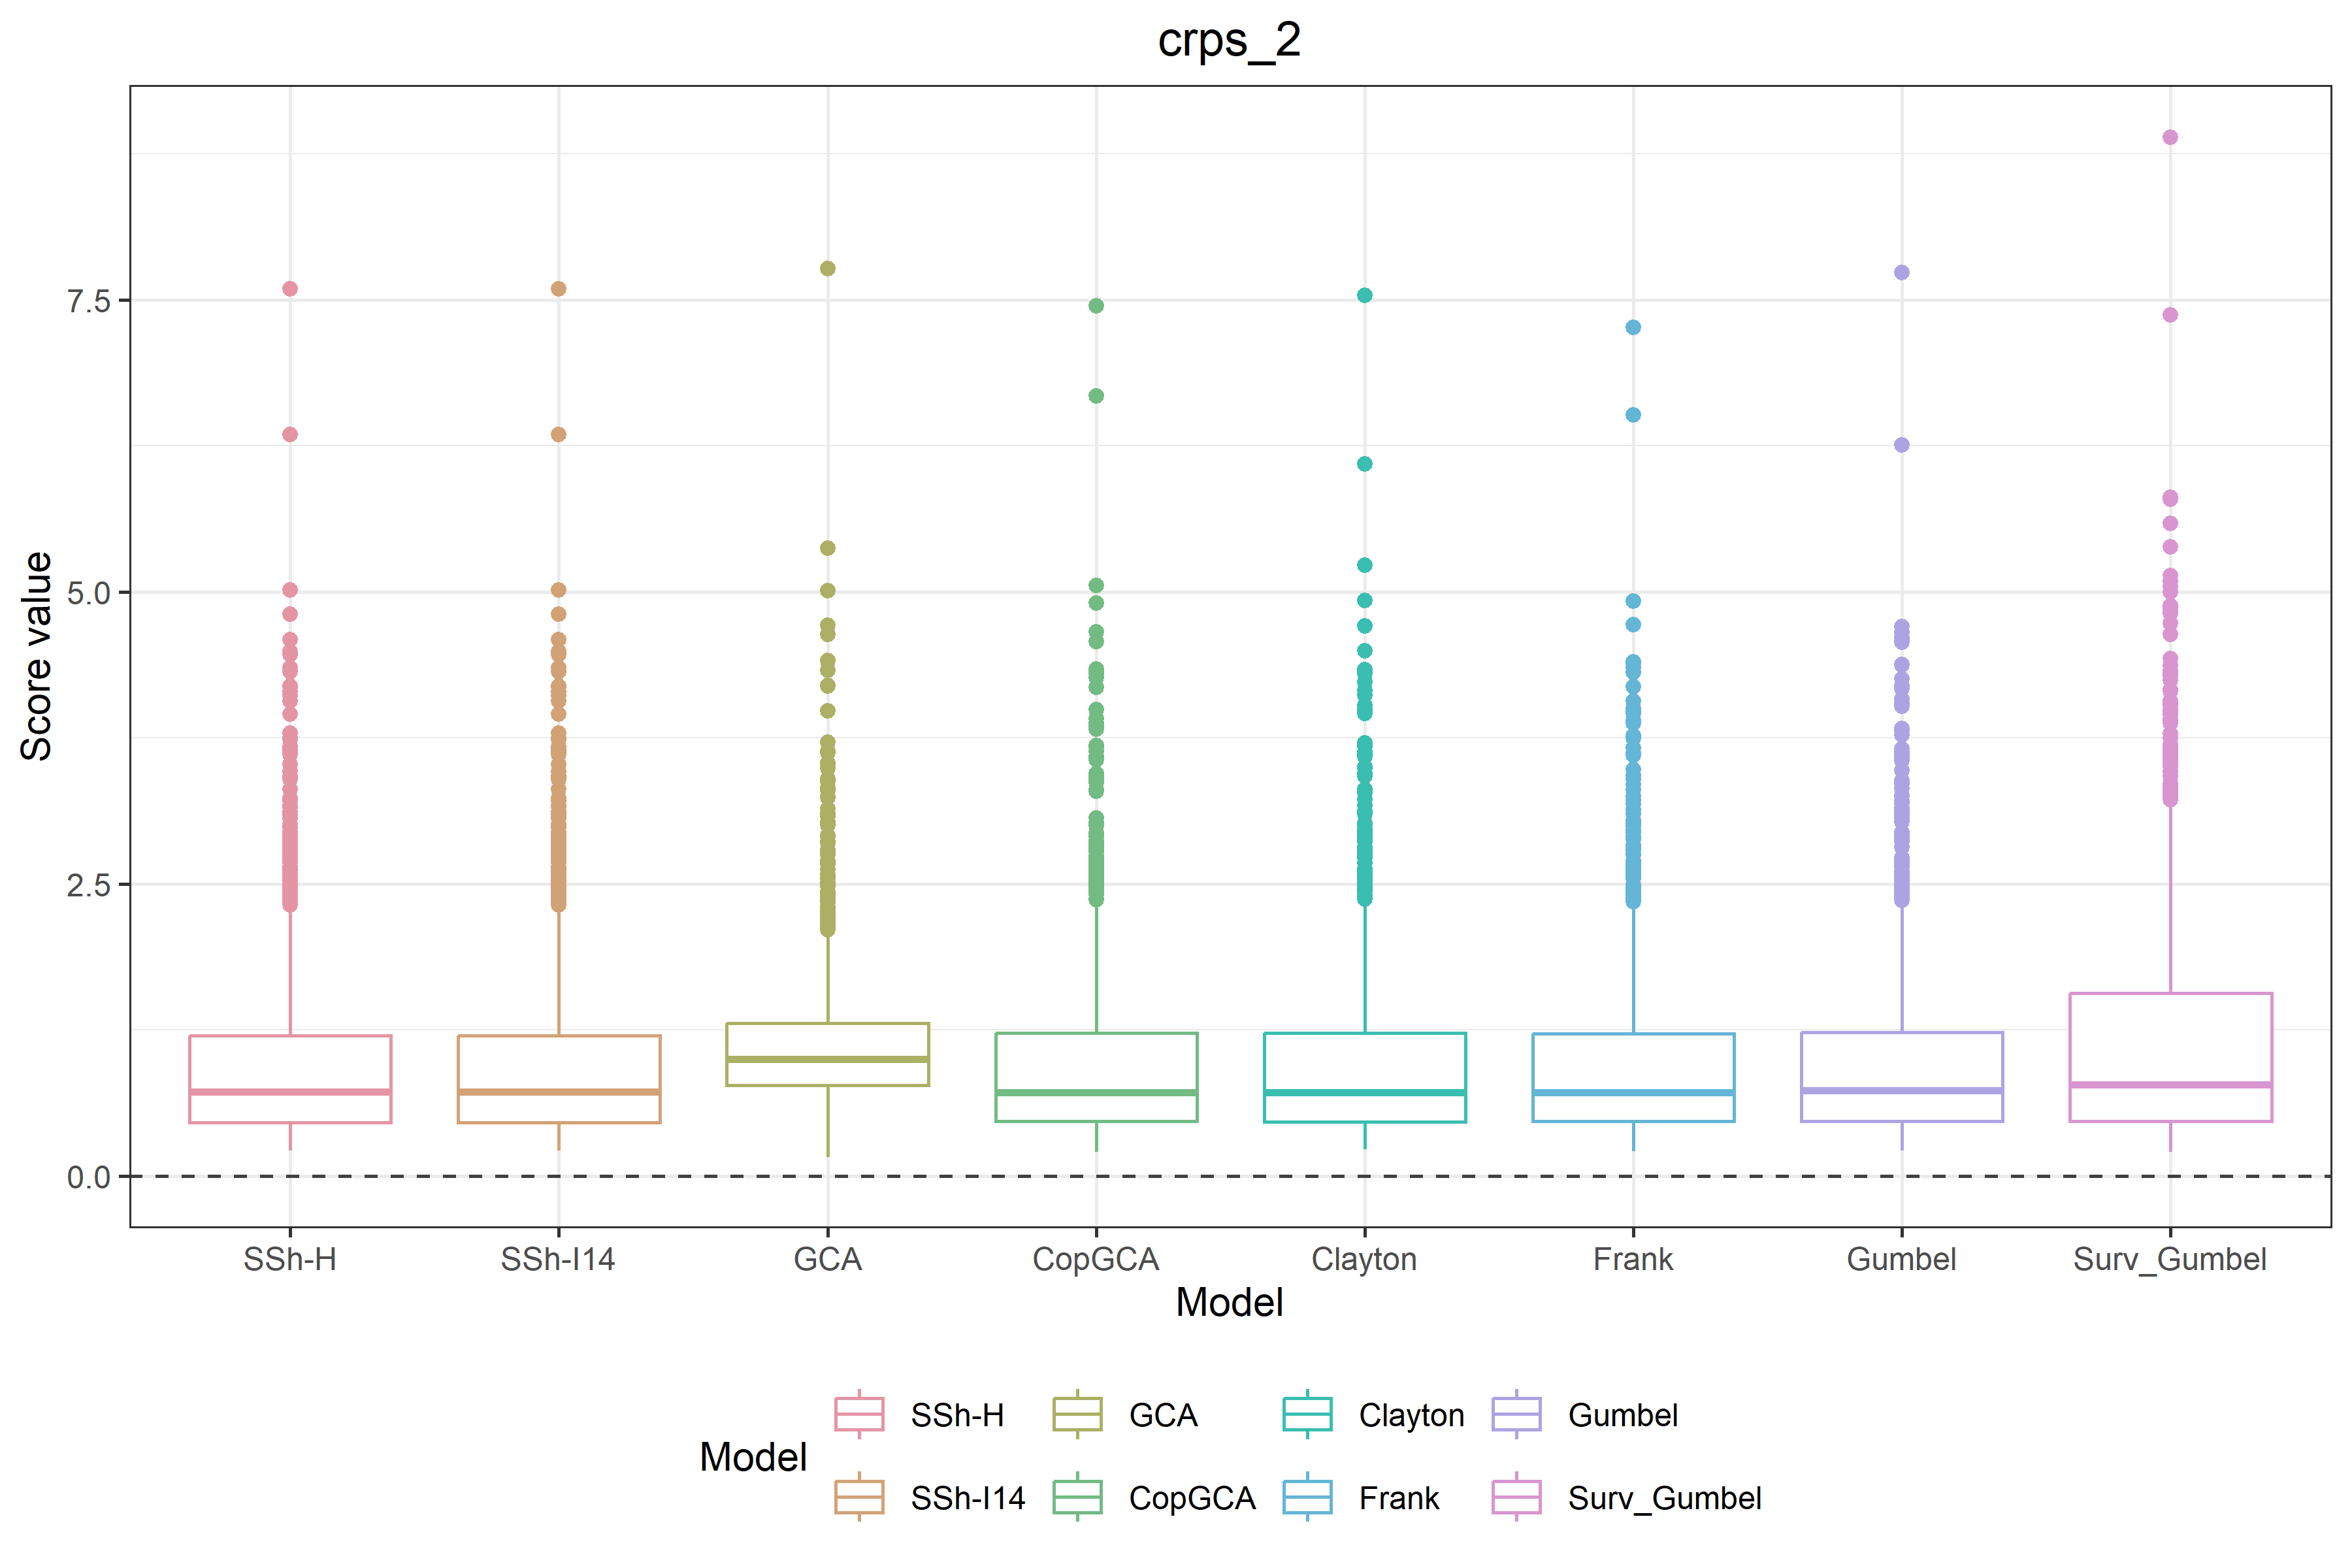 crps_2
Score value
7.5
5.0
2.5
0.0
SSh-H SSh-I14 GCA CopGCA Clayton Frank Gumbel Surv_Gumbel
Model
Model
SSh-H GCA Clayton Gumbel
SSh-I14 CopGCA Frank Surv_Gumbel